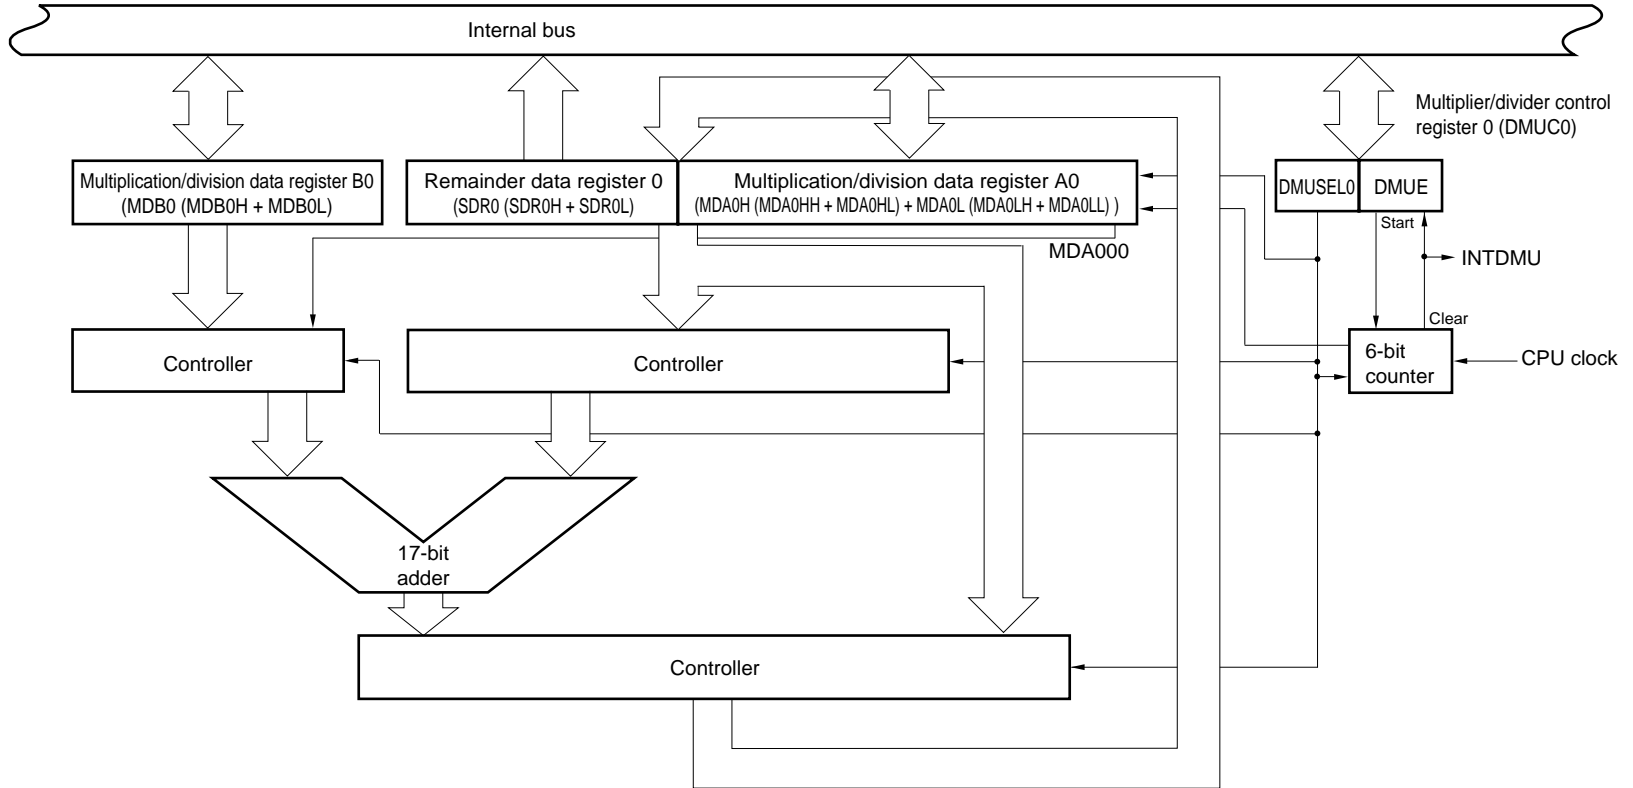 Internal bus
Multiplier/divider control
register 0 (DMUC0)
Multiplication/division data register B0
(MDB0 (MDB0H + MDB0L)
Remainder data register 0
(SDR0 (SDR0H + SDR0L)
Multiplication/division data register A0
(MDA0H (MDA0HH + MDA0HL) + MDA0L (MDA0LH + MDA0LL) )
DMUSEL0
DMUE
Start
MDA000
INTDMU
Clear
Controller
Controller
6-bit
counter
CPU clock
17-bit
adder
Controller